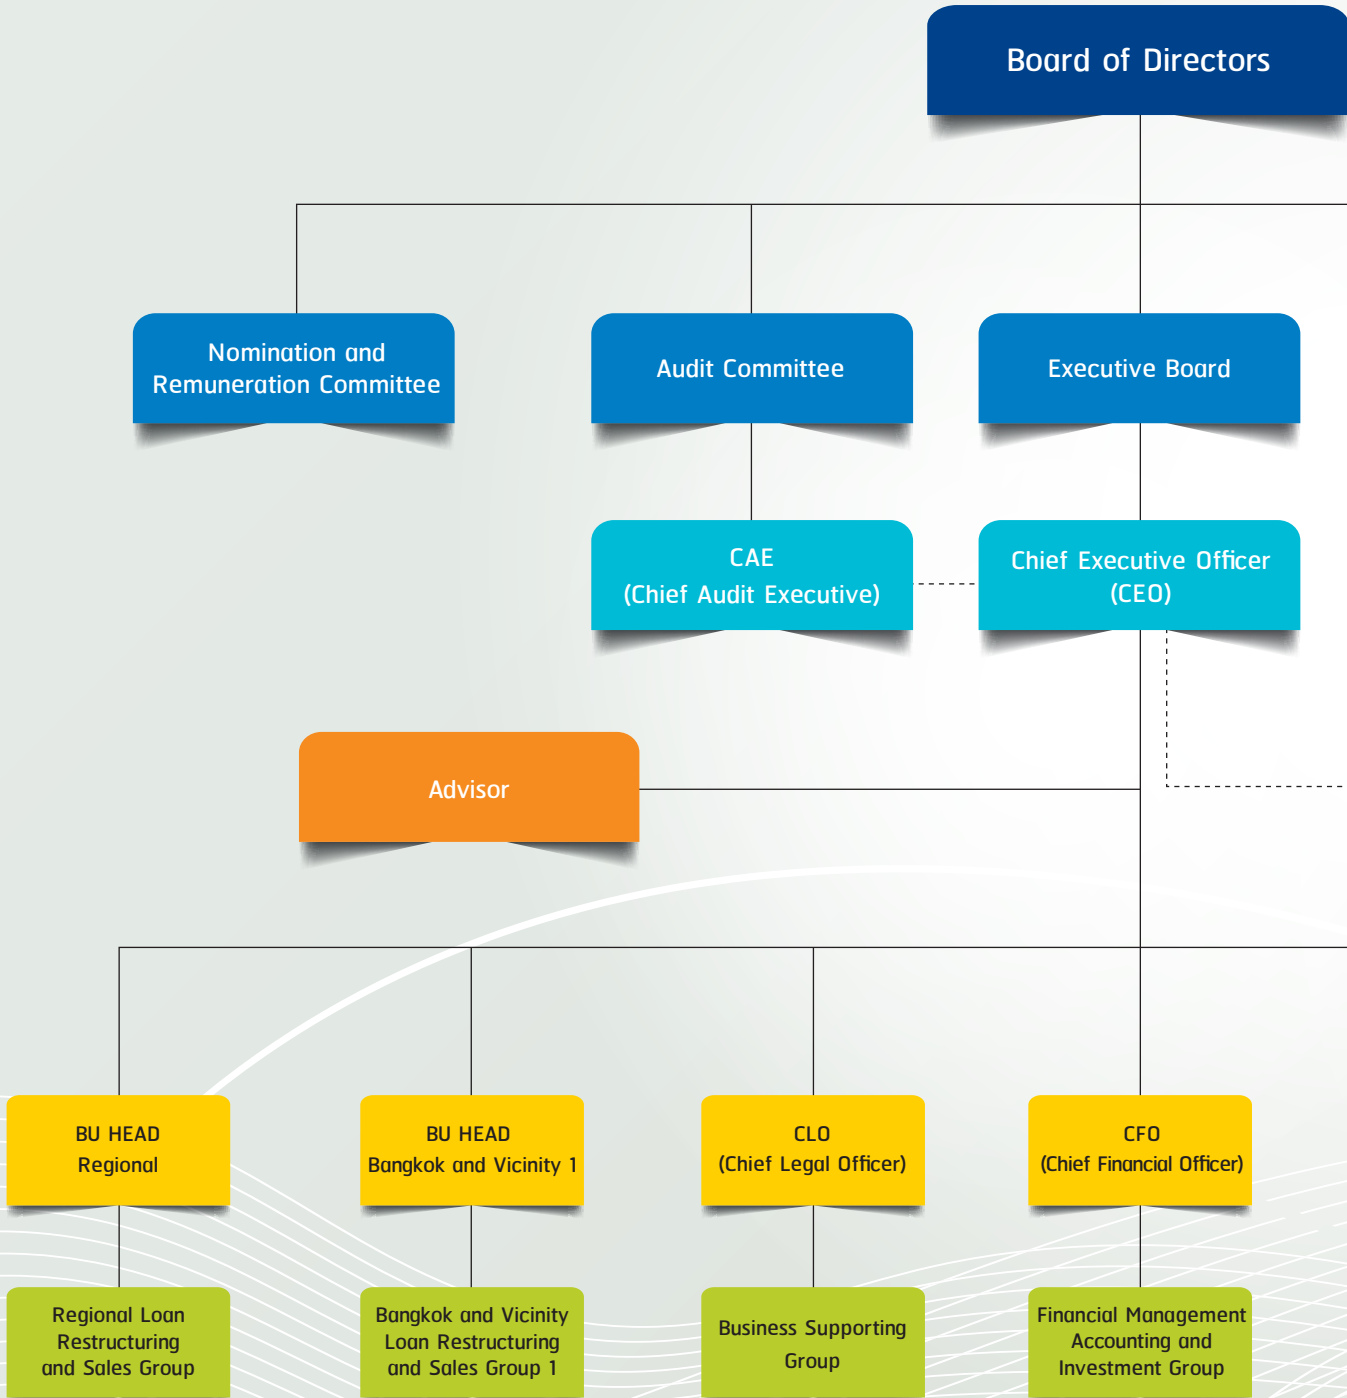 Board of Directors
Nomination and
Remuneration Committee
Audit Committee
Executive Board
CAE
(Chief Audit Executive)
Chief Executive Officer
(CEO)
Advisor
BU HEAD
Regional
BU HEAD
Bangkok and Vicinity 1
CLO
(Chief Legal Officer)
CFO
(Chief Financial Officer)
Regional Loan
Restructuring
and Sales Group
Bangkok and Vicinity
Loan Restructuring
and Sales Group 1
Business Supporting
Group
Financial Management
Accounting and
Investment Group